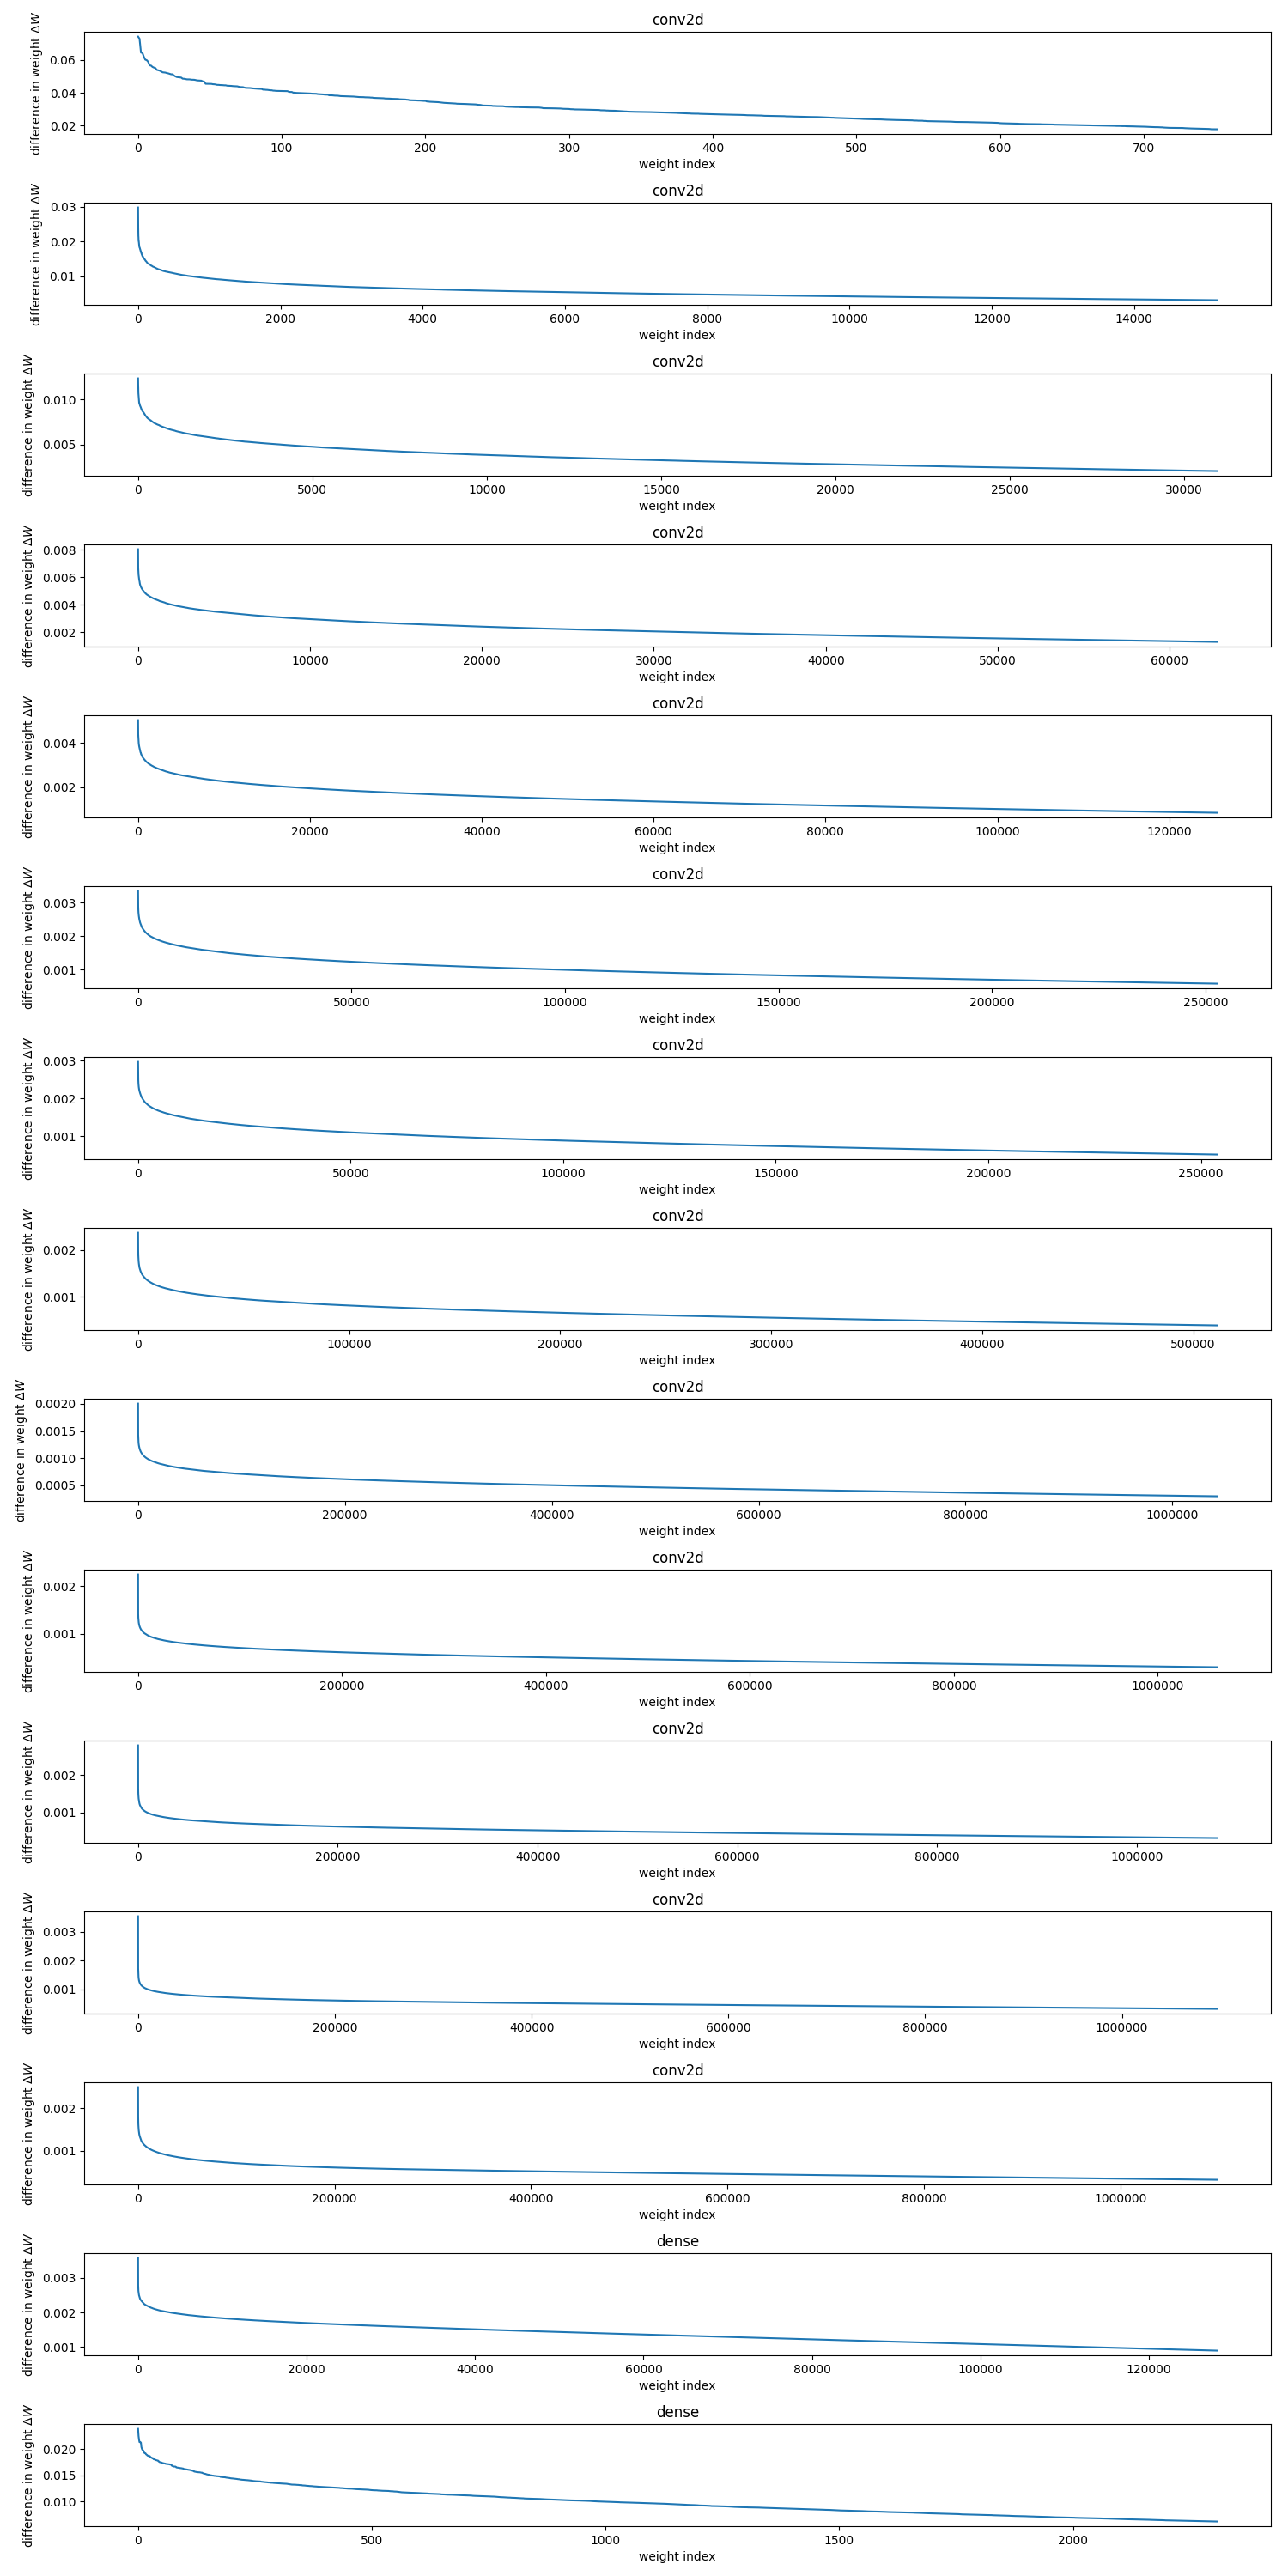 conv2d
difference in weight ΔW
0.06
0.04
0.02
0 100 200 300 400 500 600 700
weight index
conv2d
difference in weight ΔW
0.03
0.02
0.01
0 2000 4000 6000 8000 10000 12000 14000
weight index
conv2d
difference in weight ΔW
0.010
0.005
0 5000 10000 15000 20000 25000 30000
weight index
conv2d
difference in weight ΔW
0.008
0.006
0.004
0.002
0 10000 20000 30000 40000 50000 60000
weight index
conv2d
difference in weight ΔW
0.004
0.002
0 20000 40000 60000 80000 100000 120000
weight index
conv2d
difference in weight ΔW
0.003
0.002
0.001
0 50000 100000 150000 200000 250000
weight index
conv2d
difference in weight ΔW
0.003
0.002
0.001
0 50000 100000 150000 200000 250000
weight index
conv2d
difference in weight ΔW
0.002
0.001
0 100000 200000 300000 400000 500000
weight index
conv2d
difference in weight ΔW
0.0020
0.0015
0.0010
0.0005
0 200000 400000 600000 800000 1000000
weight index
conv2d
difference in weight ΔW
0.002
0.001
0 200000 400000 600000 800000 1000000
weight index
conv2d
difference in weight ΔW
0.002
0.001
0 200000 400000 600000 800000 1000000
weight index
conv2d
difference in weight ΔW
0.003
0.002
0.001
0 200000 400000 600000 800000 1000000
weight index
conv2d
difference in weight ΔW
0.002
0.001
0 200000 400000 600000 800000 1000000
weight index
dense
difference in weight ΔW
0.003
0.002
0.001
0 20000 40000 60000 80000 100000 120000
weight index
dense
difference in weight ΔW
0.020
0.015
0.010
0 500 1000 1500 2000
weight index